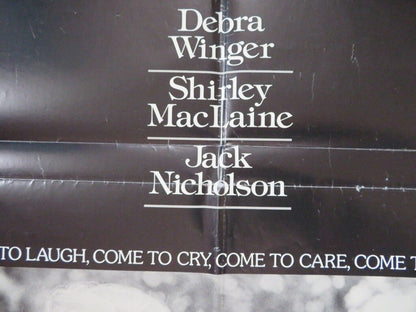 Debra
Winger
Shirley
MacLaine
Jack
Nicholson
TO LAUGH, COME TO CRY, COME TO CARE, COME T